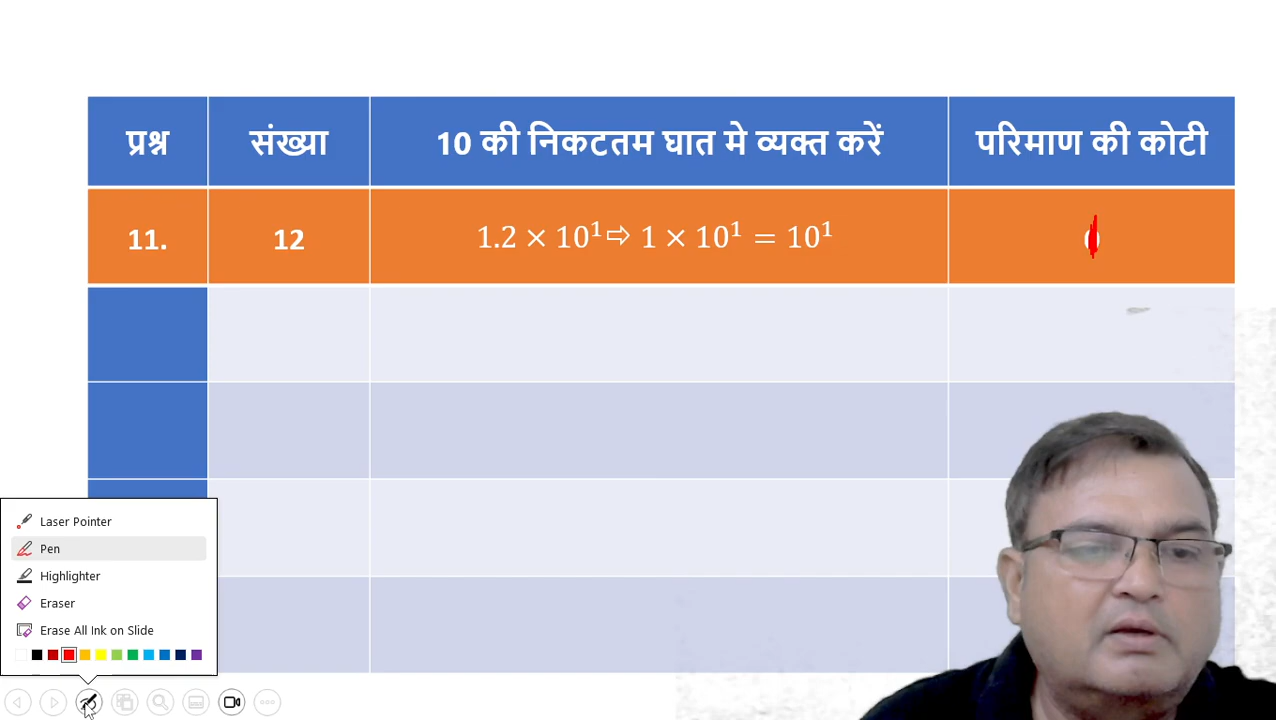 प्रश्न संख्या 10 की निकटतम घात मे व्यक्त करें परिमाण की कोटी
11. 12 1.2 × 10¹ ⇨ 1 × 10¹ = 10¹
Laser Pointer
Pen
Highlighter
Eraser
Erase All Ink on Slide